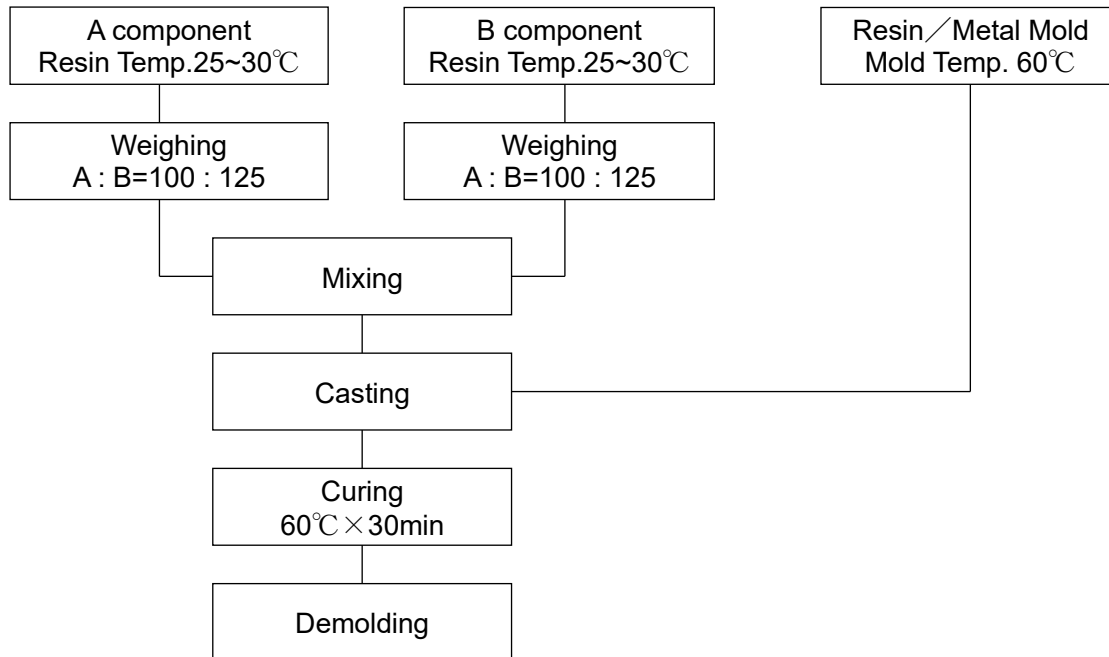 A component
Resin Temp.25~30℃
B component
Resin Temp.25~30℃
Resin／Metal Mold
Mold Temp. 60℃
Weighing
A : B=100 : 125
Weighing
A : B=100 : 125
Mixing
Casting
Curing
60℃×30min
Demolding